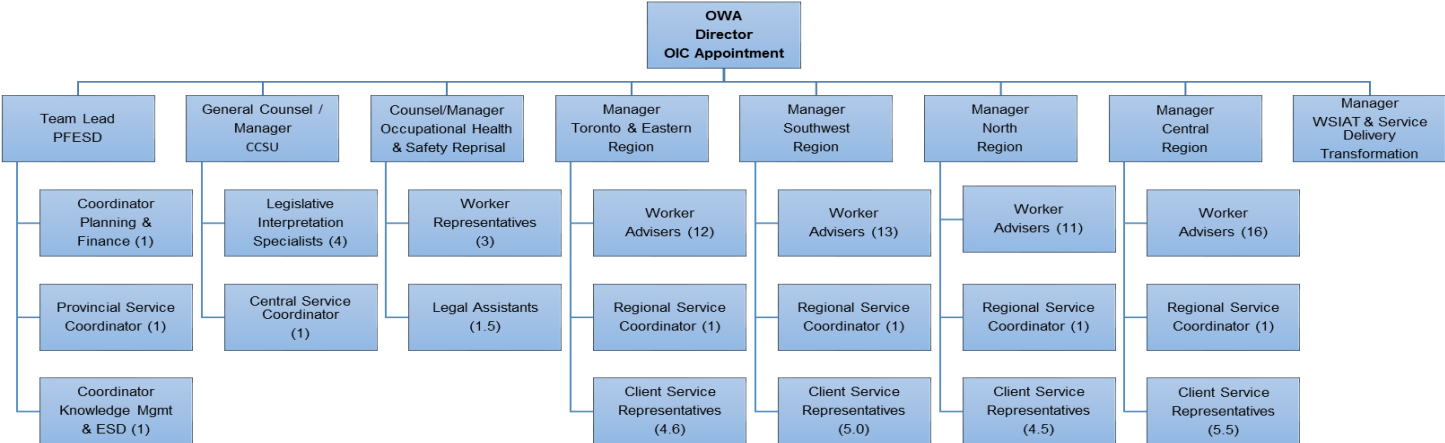 OWA
Director
OIC Appointment
Team Lead
PFESD
General Counsel /
Manager
CCSU
Counsel/Manager
Occupational Health
& Safety Reprisal
Manager
Toronto & Eastern
Region
Manager
Southwest
Region
Manager
North
Region
Manager
Central
Region
Manager
WSIAT & Service
Delivery
Transformation
Coordinator
Planning &
Finance (1)
Legislative
Interpretation
Specialists (4)
Worker
Representatives
(3)
Worker
Advisers (12)
Worker
Advisers (13)
Worker
Advisers (11)
Worker
Advisers (16)
Provincial Service
Coordinator (1)
Central Service
Coordinator
(1)
Legal Assistants
(1.5)
Regional Service
Coordinator (1)
Regional Service
Coordinator (1)
Regional Service
Coordinator (1)
Regional Service
Coordinator (1)
Coordinator
Knowledge Mgmt
& ESD (1)
Client Service
Representatives
(4.6)
Client Service
Representatives
(5.0)
Client Service
Representatives
(4.5)
Client Service
Representatives
(5.5)